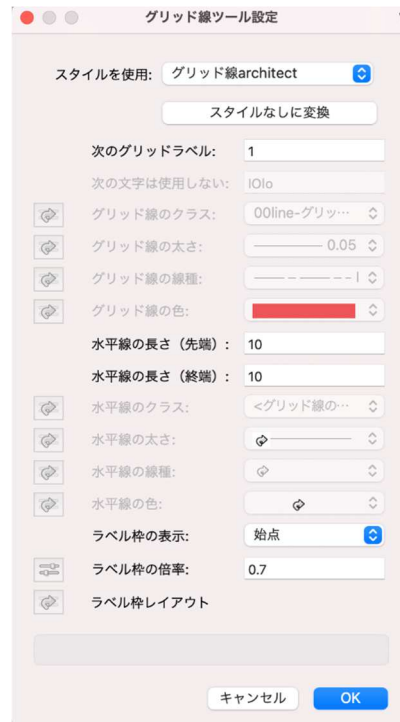 グリッド線ツール設定
スタイルを使用: グリッド線architect
スタイルなしに変換
次のグリッドラベル: 1
次の文字は使用しない: IOlo
グリッド線のクラス: 00line-グリッ…
グリッド線の太さ: 0.05
グリッド線の線種:
グリッド線の色:
水平線の長さ（先端）: 10
水平線の長さ（終端）: 10
水平線のクラス: <グリッド線の…
水平線の太さ:
水平線の線種:
水平線の色:
ラベル枠の表示: 始点
ラベル枠の倍率: 0.7
ラベル枠レイアウト
キャンセル OK